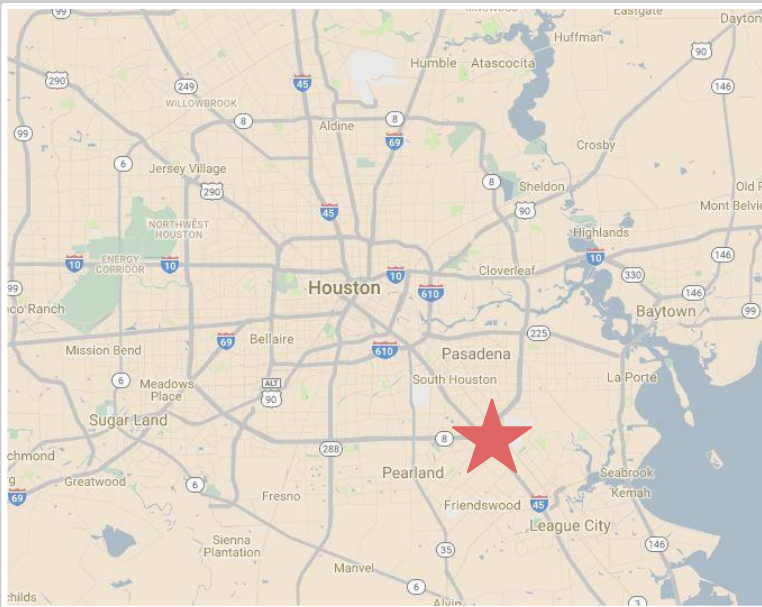 99
KINGWOOD
Eastgate
Dayton
Huffman
290
45
Humble
Atascocita
90
249
146
WILLOWBROOK
8
Aldine
8
99
69
Crosby
6
Jersey Village
8
290
Sheldon
Old R
45
90
Mont Belvie
NORTHWEST
HOUSTON
Highlands
ENERGY
CORRIDOR
10
10
10
Cloverleaf
10
146
330
99
Houston
610
146
nco Ranch
Baytown
99
69
Bellaire
225
Mission Bend
610
Pasadena
6
Meadows
Place
ALT
90
South Houston
La Porte
Sugar Land
8
288
chmond
rg
Greatwood
6
Pearland
Seabrook
69
Fresno
Friendswood
45
Kemah
League City
Sienna
Plantation
35
146
Manvel
6
childs
Alvin
3